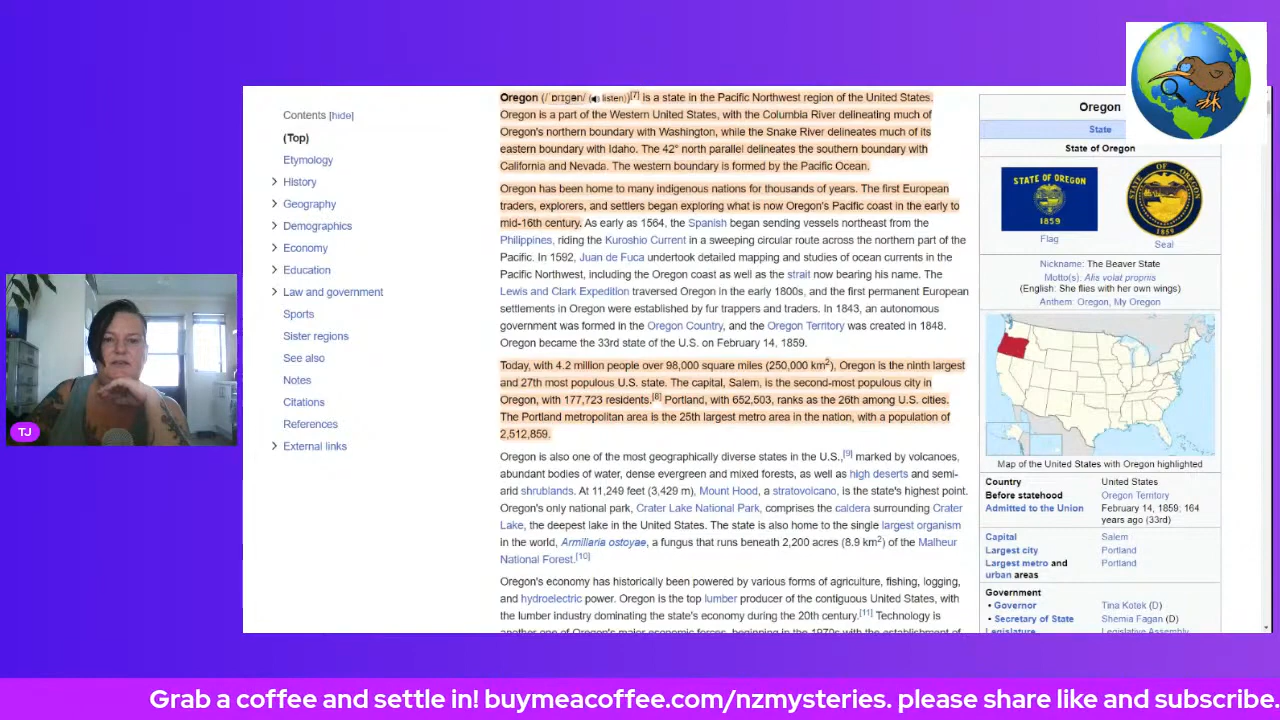 Contents [hide]
(Top)
Etymology
History
Geography
Demographics
Economy
Education
Law and government
Sports
Sister regions
See also
Notes
Citations
References
External links
Oregon (/ˈɒrɪɡən/ (listen))[7] is a state in the Pacific Northwest region of the United States.
Oregon is a part of the Western United States, with the Columbia River delineating much of
Oregon's northern boundary with Washington, while the Snake River delineates much of its
eastern boundary with Idaho. The 42° north parallel delineates the southern boundary with
California and Nevada. The western boundary is formed by the Pacific Ocean.
Oregon has been home to many indigenous nations for thousands of years. The first European
traders, explorers, and settlers began exploring what is now Oregon's Pacific coast in the early to
mid-16th century. As early as 1564, the Spanish began sending vessels northeast from the
Philippines, riding the Kuroshio Current in a sweeping circular route across the northern part of the
Pacific. In 1592, Juan de Fuca undertook detailed mapping and studies of ocean currents in the
Pacific Northwest, including the Oregon coast as well as the strait now bearing his name. The
Lewis and Clark Expedition traversed Oregon in the early 1800s, and the first permanent European
settlements in Oregon were established by fur trappers and traders. In 1843, an autonomous
government was formed in the Oregon Country, and the Oregon Territory was created in 1848.
Oregon became the 33rd state of the U.S. on February 14, 1859.
Today, with 4.2 million people over 98,000 square miles (250,000 km2), Oregon is the ninth largest
and 27th most populous U.S. state. The capital, Salem, is the second-most populous city in
Oregon, with 177,723 residents.[8] Portland, with 652,503, ranks as the 26th among U.S. cities.
The Portland metropolitan area is the 25th largest metro area in the nation, with a population of
2,512,859.
Oregon is also one of the most geographically diverse states in the U.S.,[9] marked by volcanoes,
abundant bodies of water, dense evergreen and mixed forests, as well as high deserts and semi-
arid shrublands. At 11,249 feet (3,429 m), Mount Hood, a stratovolcano, is the state's highest point.
Oregon's only national park, Crater Lake National Park, comprises the caldera surrounding Crater
Lake, the deepest lake in the United States. The state is also home to the single largest organism
in the world, Armillaria ostoyae, a fungus that runs beneath 2,200 acres (8.9 km2) of the Malheur
National Forest.[10]
Oregon's economy has historically been powered by various forms of agriculture, fishing, logging,
and hydroelectric power. Oregon is the top lumber producer of the contiguous United States, with
the lumber industry dominating the state's economy during the 20th century.[11] Technology is
another one of Oregon's major economic forces, beginning in the 1970s with the establishment of
Oregon
State
State of Oregon
STATE OF OREGON
1859
Flag
Seal
Nickname: The Beaver State
Motto(s): Alis volat propriis
(English: She flies with her own wings)
Anthem: Oregon, My Oregon
Map of the United States with Oregon highlighted
Country United States
Before statehood Oregon Territory
Admitted to the Union February 14, 1859; 164
years ago (33rd)
Capital Salem
Largest city Portland
Largest metro and Portland
urban areas
Government
• Governor Tina Kotek (D)
• Secretary of State Shemia Fagan (D)
Legislature Legislative Assembly
TJ
Grab a coffee and settle in! buymeacoffee.com/nzmysteries. please share like and subscribe.